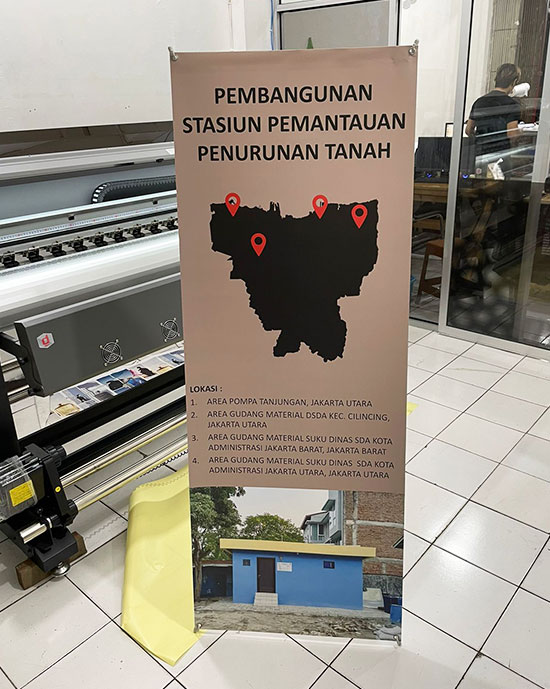 PEMBANGUNAN
STASIUN PEMANTAUAN
PENURUNAN TANAH
LOKASI :
1. AREA POMPA TANJUNGAN, JAKARTA UTARA
2. AREA GUDANG MATERIAL DSDA KEC. CILINCING,
JAKARTA UTARA
3. AREA GUDANG MATERIAL SUKU DINAS SDA KOTA
ADMINISTRASI JAKARTA BARAT, JAKARTA BARAT
4. AREA GUDANG MATERIAL SUKU DINAS SDA KOTA
ADMINISTRASI JAKARTA UTARA, JAKARTA UTARA